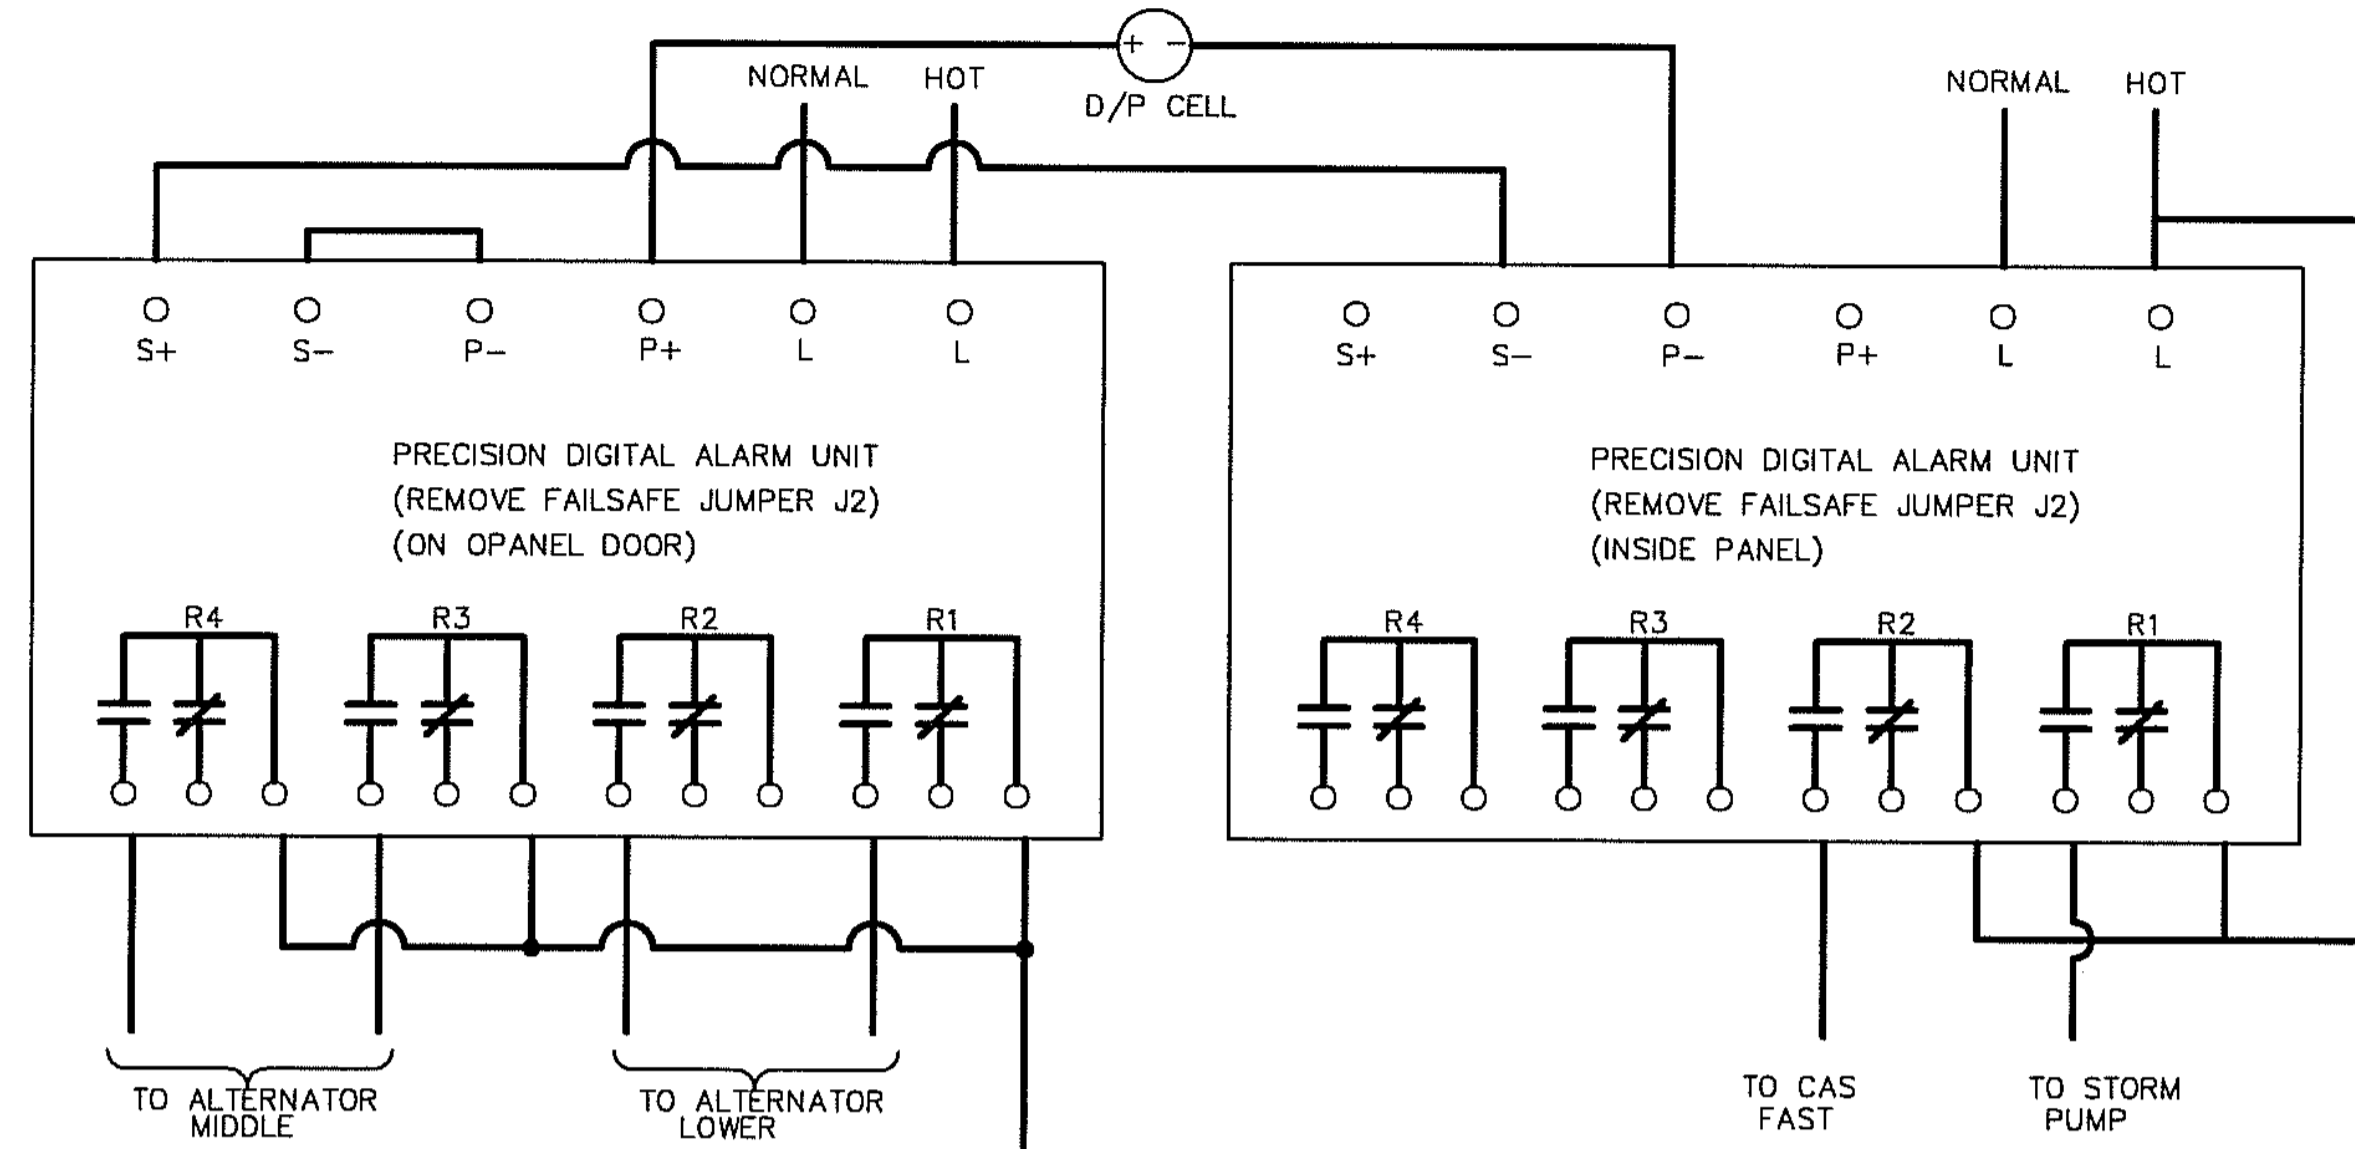 + -
D/P CELL
NORMAL HOT
NORMAL HOT
S+ S- P- P+ L L
S+ S- P- P+ L L
PRECISION DIGITAL ALARM UNIT
(REMOVE FAILSAFE JUMPER J2)
(ON OPANEL DOOR)
PRECISION DIGITAL ALARM UNIT
(REMOVE FAILSAFE JUMPER J2)
(INSIDE PANEL)
R4 R3 R2 R1
R4 R3 R2 R1
TO ALTERNATOR
MIDDLE
TO ALTERNATOR
LOWER
TO CAS
FAST
TO STORM
PUMP